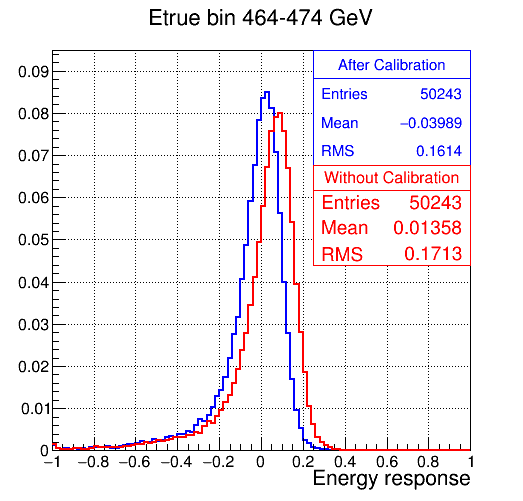 Etrue bin 464-474 GeV
After Calibration
Entries 50243
Mean −0.03989
RMS 0.1614
Without Calibration
Entries 50243
Mean 0.01358
RMS 0.1713
0.09
0.08
0.07
0.06
0.05
0.04
0.03
0.02
0.01
0
−1 −0.8 −0.6 −0.4 −0.2 0 0.2 0.4 0.6 0.8 1
Energy response